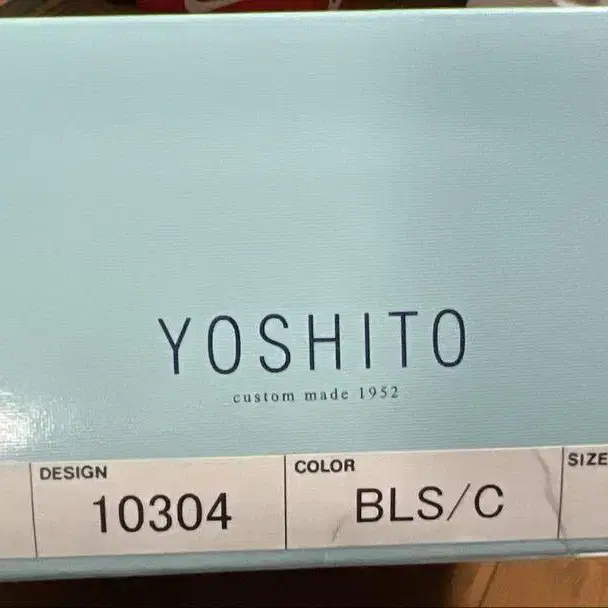 YOSHITO
custom made 1952
DESIGN
10304
COLOR
BLS/C
SIZE